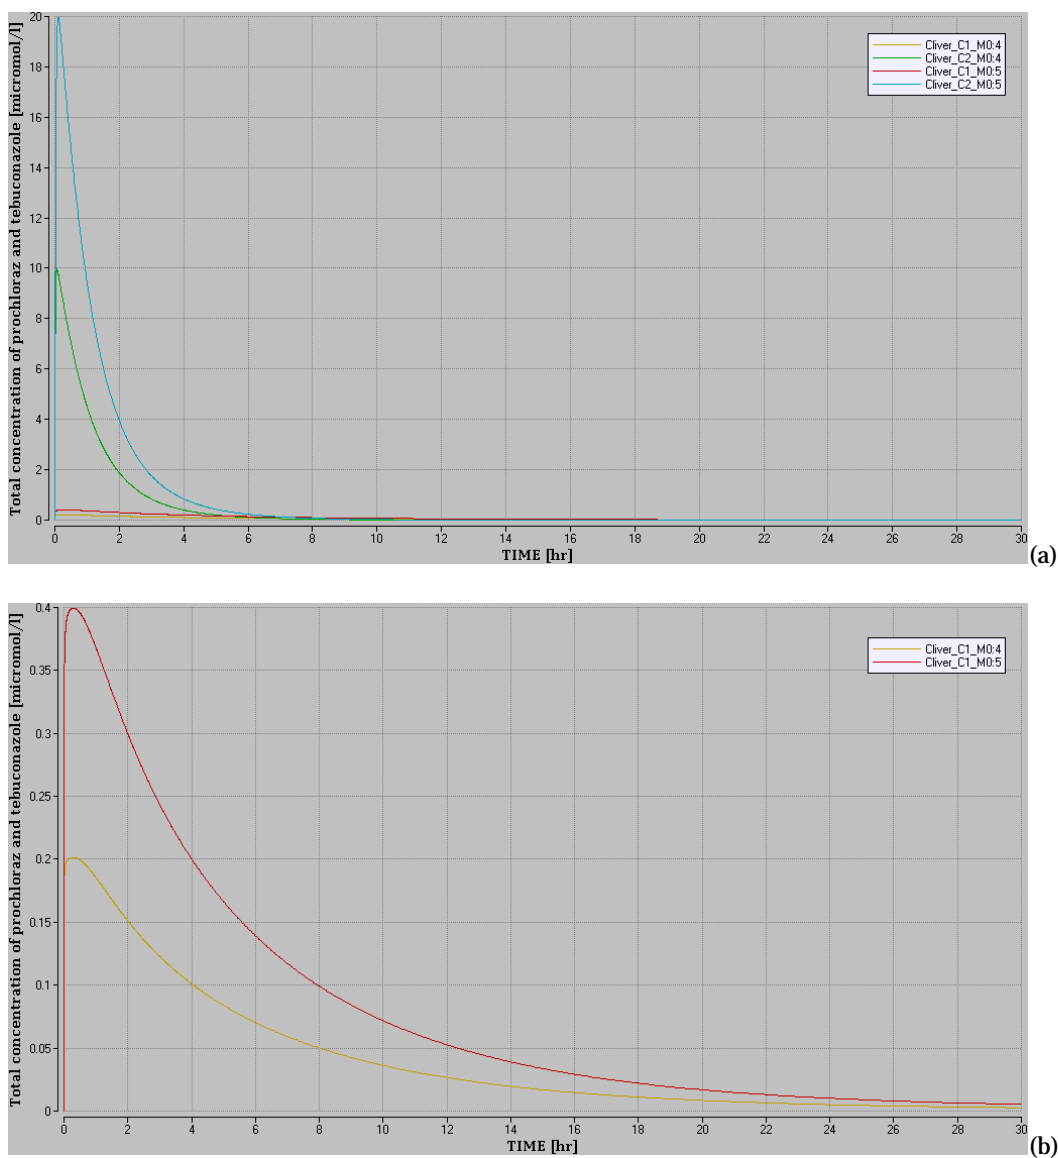 Total concentration of prochloraz and tebuconazole [micromol/l]
20
18
16
14
12
10
8
6
4
2
0
Cliver_C1_M0:4
Cliver_C2_M0:4
Cliver_C1_M0:5
Cliver_C2_M0:5
0 2 4 6 8 10 12 14 16 18 20 22 24 26 28 30
TIME [hr]
(a)
Total concentration of prochloraz and tebuconazole [micromol/l]
0.4
0.35
0.3
0.25
0.2
0.15
0.1
0.05
0
Cliver_C1_M0:4
Cliver_C1_M0:5
0 2 4 6 8 10 12 14 16 18 20 22 24 26 28 30
TIME [hr]
(b)